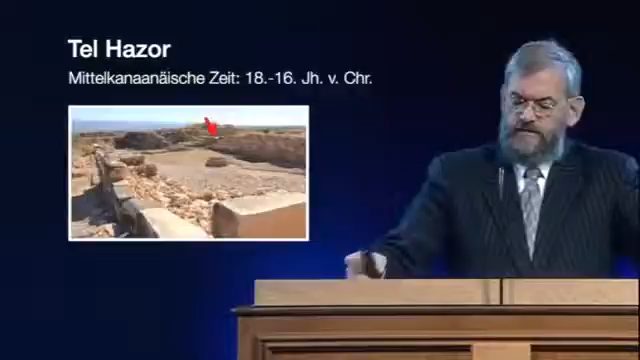 Tel Hazor
Mittelkanaanäische Zeit: 18.-16. Jh. v. Chr.